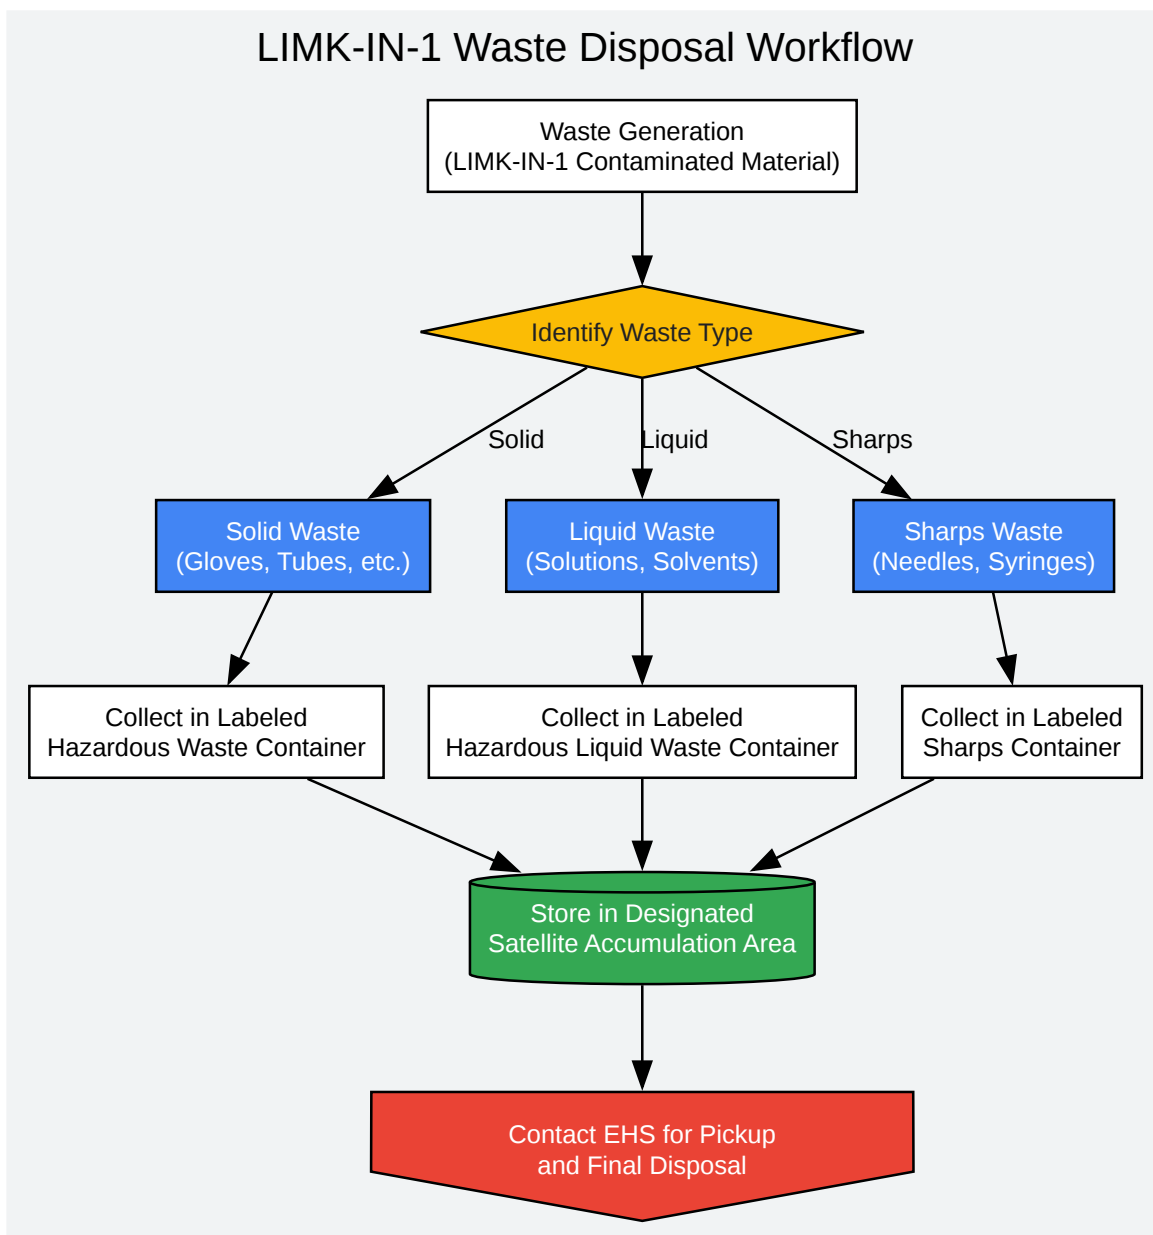 LIMK-IN-1 Waste Disposal Workflow
Waste Generation
(LIMK-IN-1 Contaminated Material)
Identify Waste Type
Solid
Liquid
Sharps
Solid Waste
(Gloves, Tubes, etc.)
Liquid Waste
(Solutions, Solvents)
Sharps Waste
(Needles, Syringes)
Collect in Labeled
Hazardous Waste Container
Collect in Labeled
Hazardous Liquid Waste Container
Collect in Labeled
Sharps Container
Store in Designated
Satellite Accumulation Area
Contact EHS for Pickup
and Final Disposal